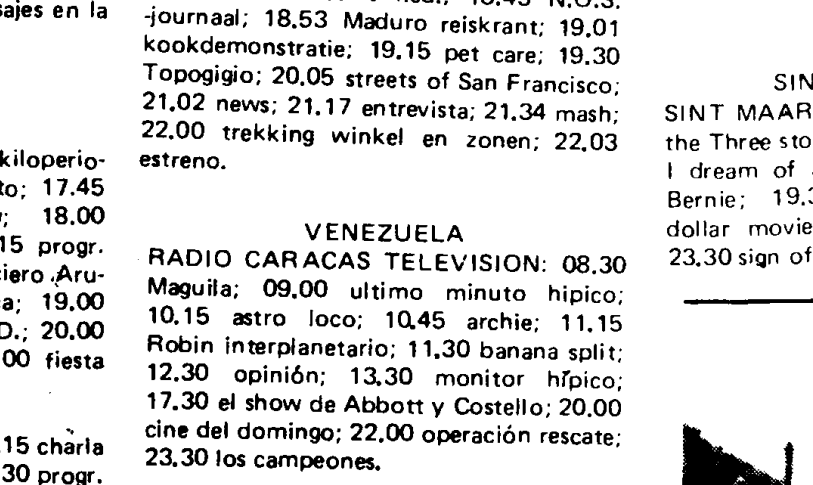 sajes en la
kiloperio-
to; 17.45
18.00
15 progr.
ciero Aru-
19.00
D.; 20.00
00 fiesta
.15 charla
30 progr.
N.O.S.
-journaal; 18.53 Maduro reiskrant; 19.01
kookdemonstratie; 19.15 pet care; 19.30
Topogigio; 20.05 streets of San Francisco;
21.02 news; 21.17 entrevista; 21.34 mash;
22.00 trekking winkel en zonen; 22.03
estreno.
VENEZUELA
RADIO CARACAS TELEVISION: 08.30
Maguila; 09.00 ultimo minuto hipico;
10.15 astro loco; 10.45 archie; 11.15
Robin interplanetario; 11.30 banana split;
12.30 opinión; 13.30 monitor hípico;
17.30 el show de Abbott y Costello; 20.00
cine del domingo; 22.00 operación rescate;
23.30 los campeones.
SIN
SINT MAAR
the Three sto
I dream of
Bernie; 19.3
dollar movie
23.30 sign of